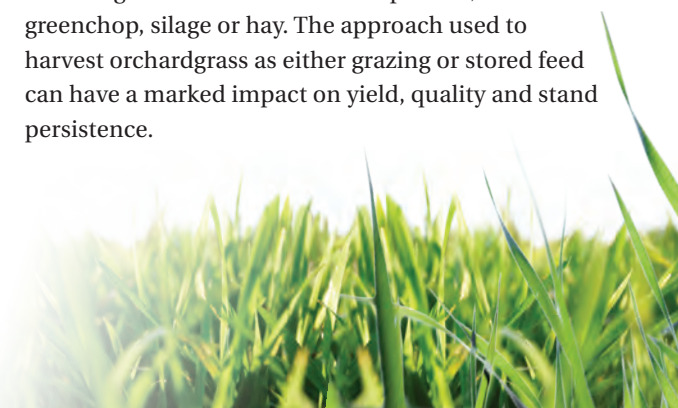 greenchop, silage or hay. The approach used to
harvest orchardgrass as either grazing or stored feed
can have a marked impact on yield, quality and stand
persistence.